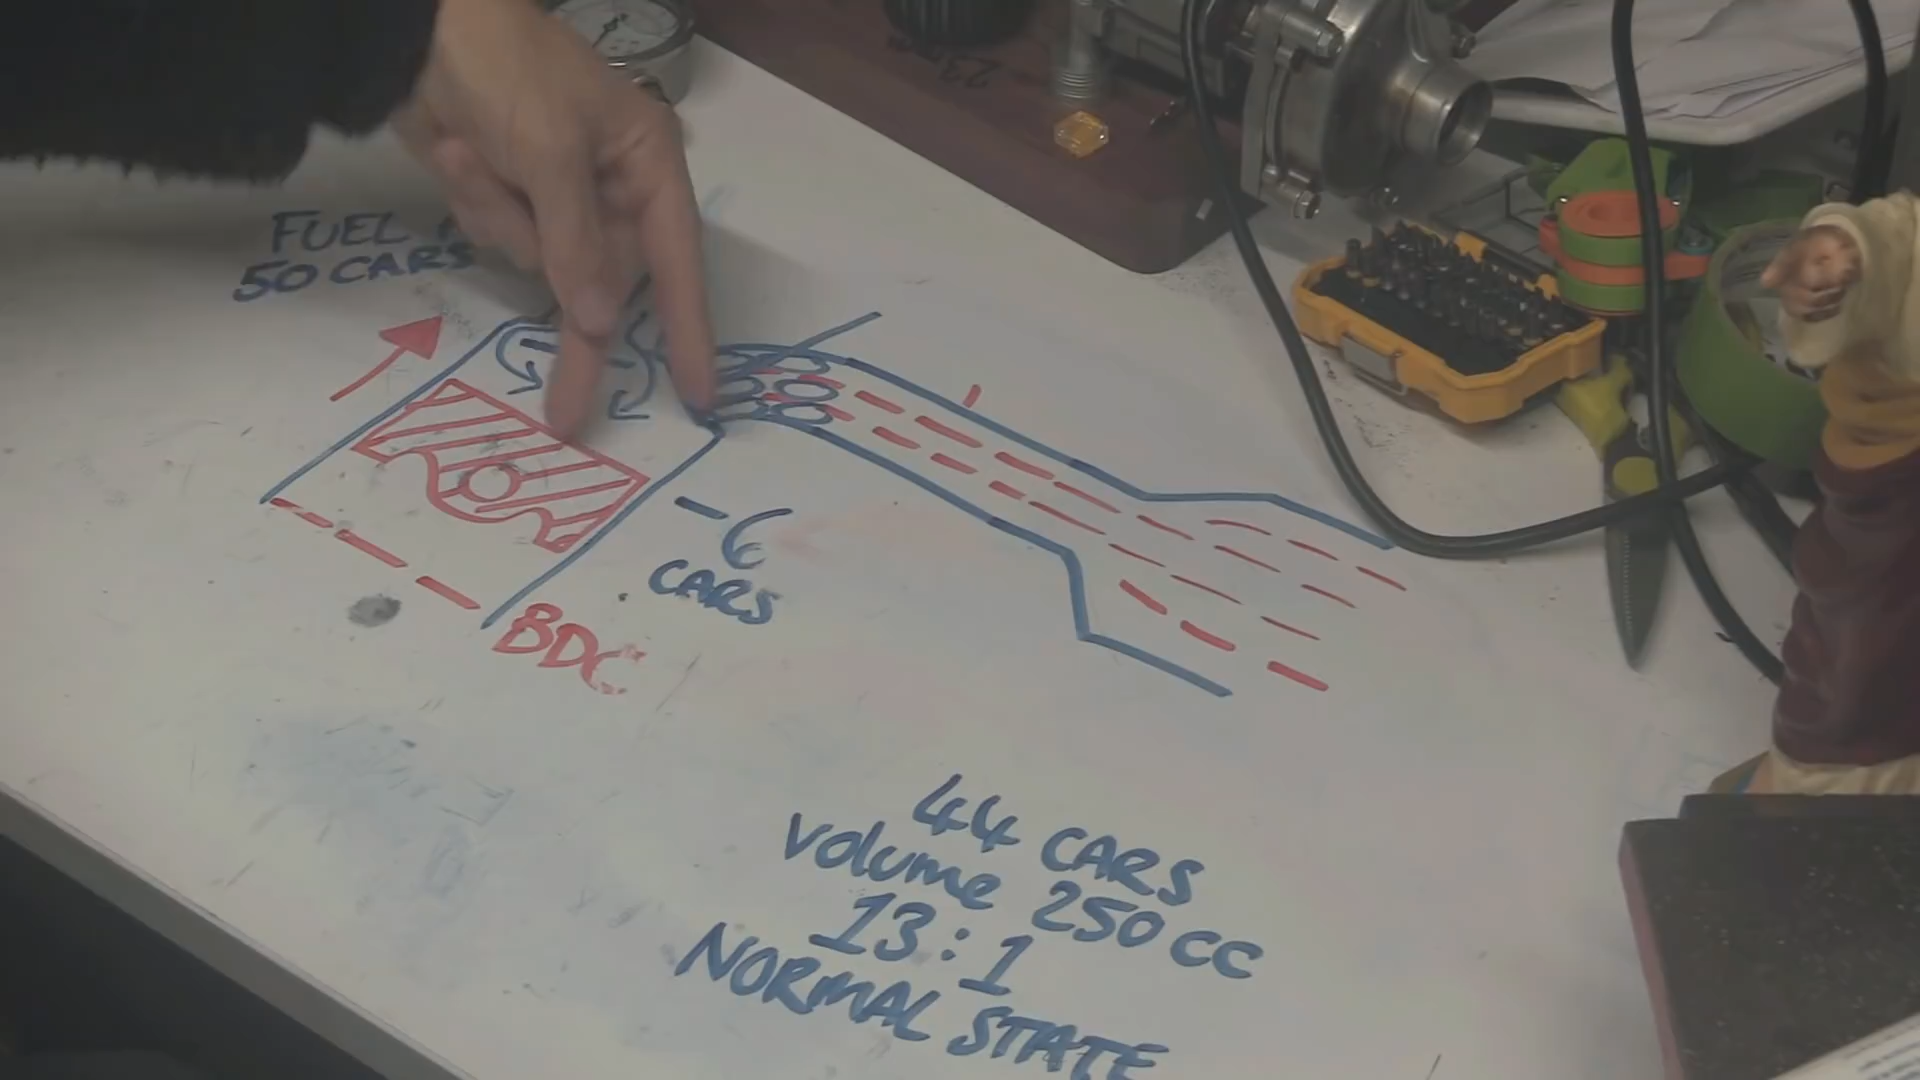 FUEL
50 CARS
-6
CARS
BDC
44 CARS
Volume 250 CC
13:1
NORMAL STATE